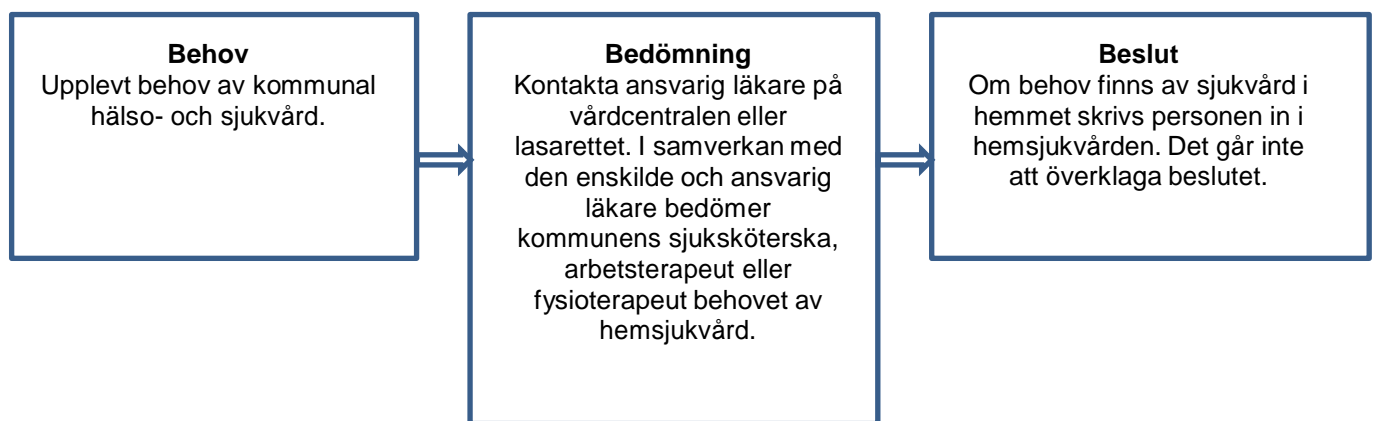 Behov
Upplevt behov av kommunal
hälso- och sjukvård.
Bedömning
Kontakta ansvarig läkare på
vårdcentralen eller
lasarettet. I samverkan med
den enskilde och ansvarig
läkare bedömer
kommunens sjuksköterska,
arbetsterapeut eller
fysioterapeut behovet av
hemsjukvård.
Beslut
Om behov finns av sjukvård i
hemmet skrivs personen in i
hemsjukvården. Det går inte
att överklaga beslutet.